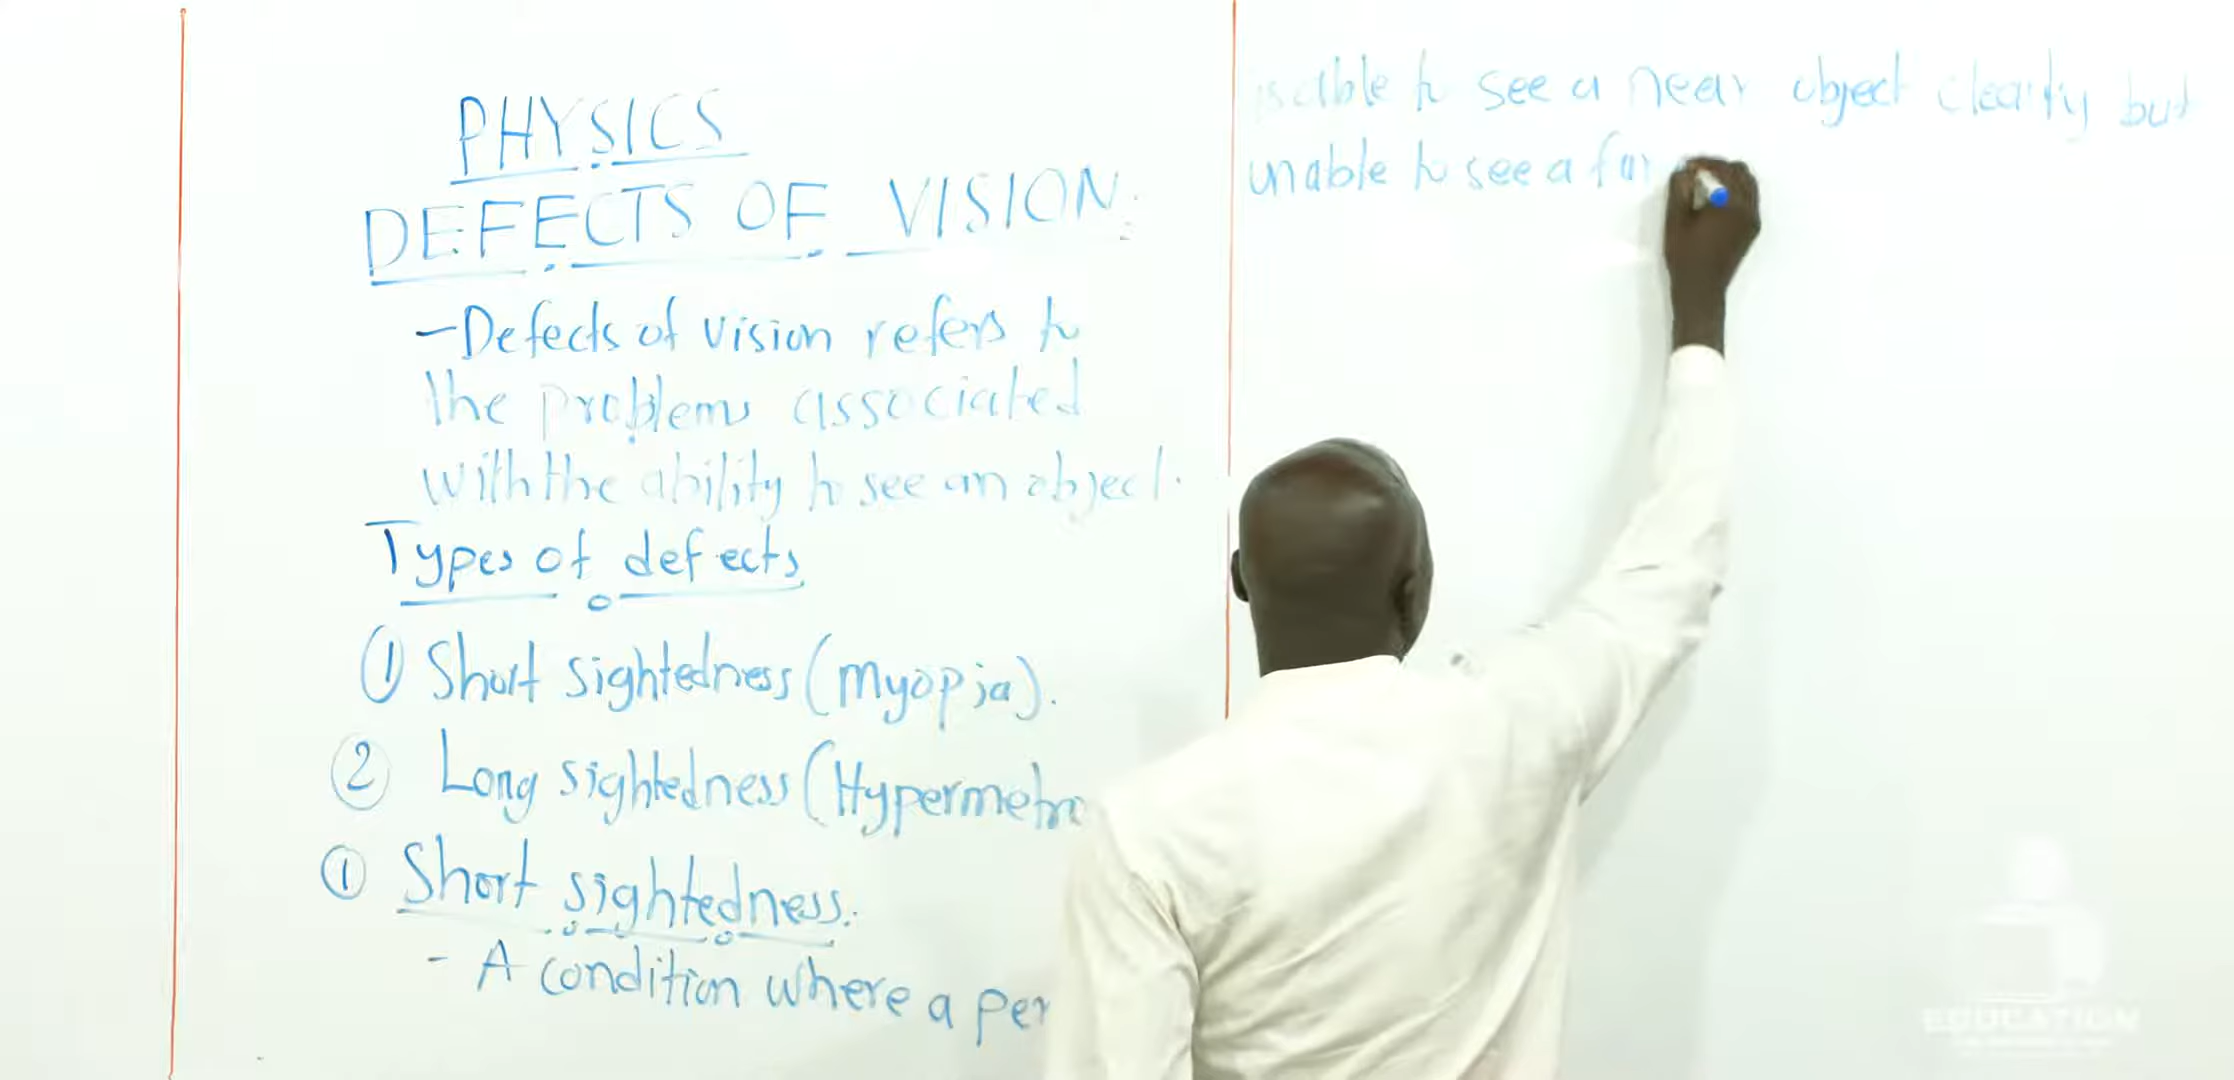 PHYSICS
DEFECTS OF VISION.
- Defects of vision refers to
the problems associated
with the ability to see an object.
Types of defects
① Short sightedness (Myopia).
② Long sightedness (Hypermetro
① Short sightedness.
- A condition where a per
is able to see a near object clearly but
unable to see a far
EDUCATION